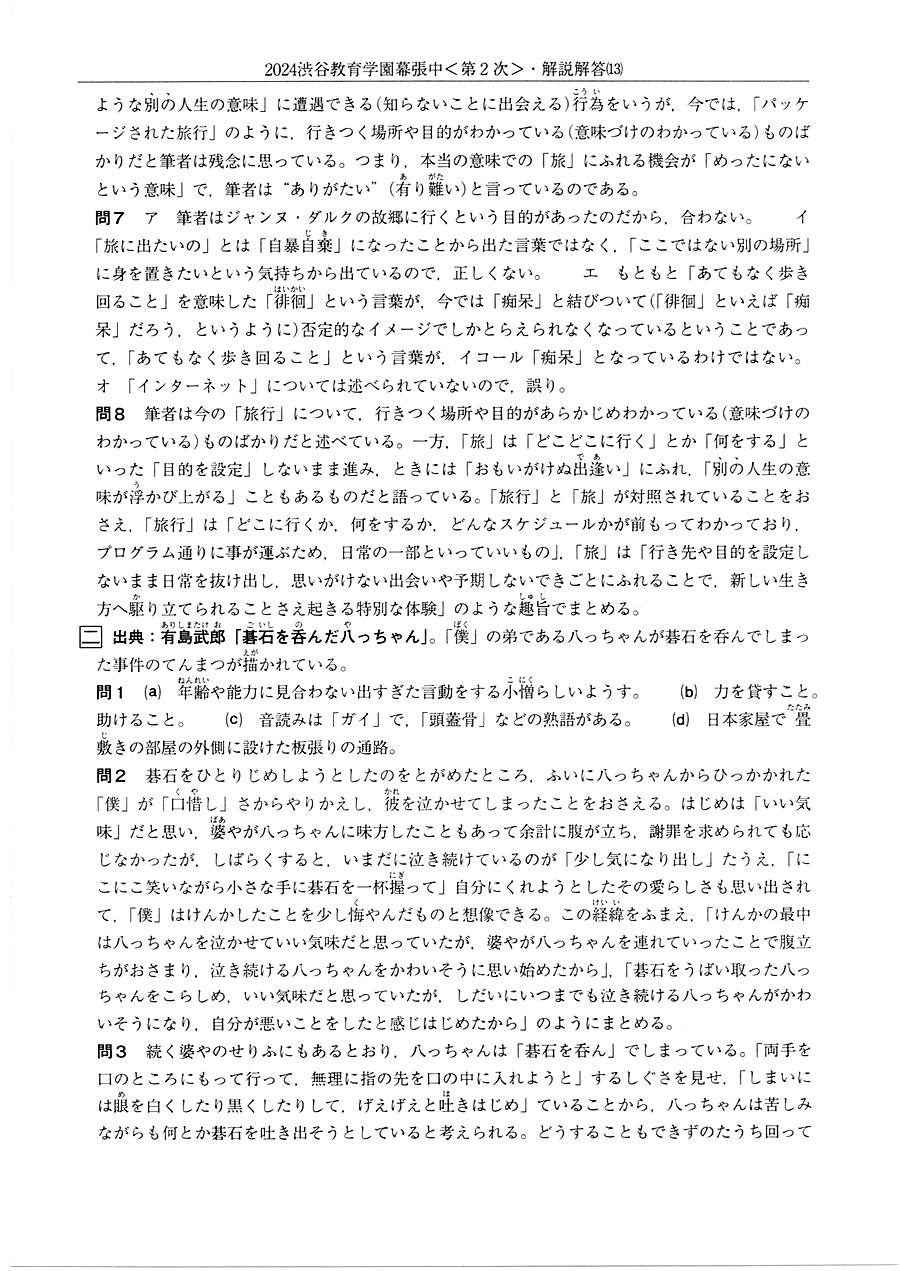 2024渋谷教育学園幕張中<第2次>・解説解答⒀
ような別の人生の意味」に遭遇できる(知らないことに出会える)行為をいうが，今では，「パッケ
ージされた旅行」のように，行きつく場所や目的がわかっている(意味づけのわかっている)ものば
かりだと筆者は残念に思っている。つまり，本当の意味での「旅」にふれる機会が「めったにない
という意味」で，筆者は“ありがたい”(有り難い)と言っているのである。
問7　ア　筆者はジャンヌ・ダルクの故郷に行くという目的があったのだから，合わない。　　イ
「旅に出たいの」とは「自暴自棄」になったことから出た言葉ではなく，「ここではない別の場所」
に身を置きたいという気持ちから出ているので，正しくない。　　エ　もともと「あてもなく歩き
回ること」を意味した「徘徊」という言葉が，今では「痴呆」と結びついて(「徘徊」といえば「痴
呆」だろう，というように)否定的なイメージでしかとらえられなくなっているということであっ
て，「あてもなく歩き回ること」という言葉が，イコール「痴呆」となっているわけではない。
オ　「インターネット」については述べられていないので，誤り。
問8　筆者は今の「旅行」について，行きつく場所や目的があらかじめわかっている(意味づけの
わかっている)ものばかりだと述べている。一方，「旅」は「どこどこに行く」とか「何をする」と
いった「目的を設定」しないまま進み，ときには「おもいがけぬ出逢い」にふれ，「別の人生の意
味が浮かび上がる」こともあるものだと語っている。「旅行」と「旅」が対照されていることをお
さえ，「旅行」は「どこに行くか，何をするか，どんなスケジュールかが前もってわかっており，
プログラム通りに事が運ぶため，日常の一部といっていいもの」，「旅」は「行き先や目的を設定し
ないまま日常を抜け出し，思いがけない出会いや予期しないできごとにふれることで，新しい生き
方へ駆り立てられることさえ起きる特別な体験」のような趣旨でまとめる。
二　出典：有島武郎「碁石を呑んだ八っちゃん」。「僕」の弟である八っちゃんが碁石を呑んでしまっ
た事件のてんまつが描かれている。
問1　(a)　年齢や能力に見合わない出すぎた言動をする小憎らしいようす。　　(b)　力を貸すこと。
助けること。　　(c)　音読みは「ガイ」で，「頭蓋骨」などの熟語がある。　　(d)　日本家屋で畳
敷きの部屋の外側に設けた板張りの通路。
問2　碁石をひとりじめしようとしたのをとがめたところ，ふいに八っちゃんからひっかかれた
「僕」が「口惜し」さからやりかえし，彼を泣かせてしまったことをおさえる。はじめは「いい気
味」だと思い，婆やが八っちゃんに味方したこともあって余計に腹が立ち，謝罪を求められても応
じなかったが，しばらくすると，いまだに泣き続けているのが「少し気になり出し」たうえ，「に
こにこ笑いながら小さな手に碁石を一杯握って」自分にくれようとしたその愛らしさも思い出され
て，「僕」はけんかしたことを少し悔やんだものと想像できる。この経緯をふまえ，「けんかの最中
は八っちゃんを泣かせていい気味だと思っていたが，婆やが八っちゃんを連れていったことで腹立
ちがおさまり，泣き続ける八っちゃんをかわいそうに思い始めたから」，「碁石をうばい取った八っ
ちゃんをこらしめ，いい気味だと思っていたが，しだいにいつまでも泣き続ける八っちゃんがかわ
いそうになり，自分が悪いことをしたと感じはじめたから」のようにまとめる。
問3　続く婆やのせりふにもあるとおり，八っちゃんは「碁石を呑ん」でしまっている。「両手を
口のところにもって行って，無理に指の先を口の中に入れようと」するしぐさを見せ，「しまいに
は眼を白くしたり黒くしたりして，げえげえと吐きはじめ」ていることから，八っちゃんは苦しみ
ながらも何とか碁石を吐き出そうとしていると考えられる。どうすることもできずのたうち回って